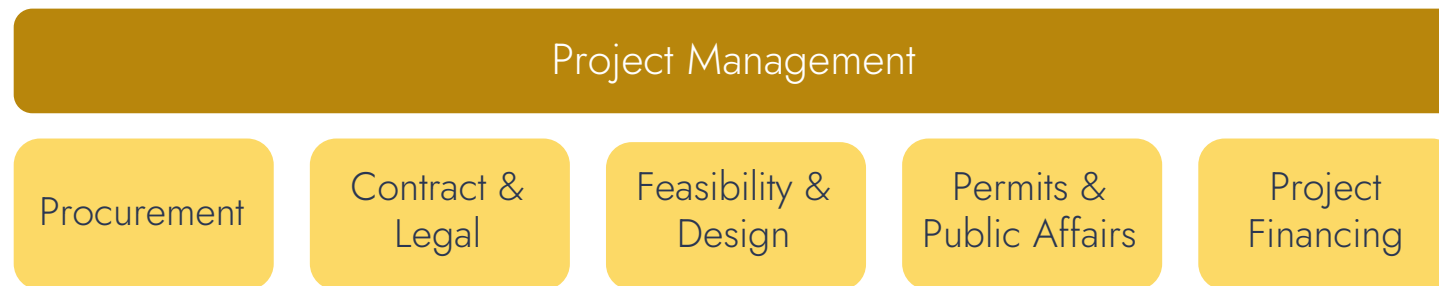 Project Management
Procurement
Contract &
Legal
Feasibility &
Design
Permits &
Public Affairs
Project
Financing